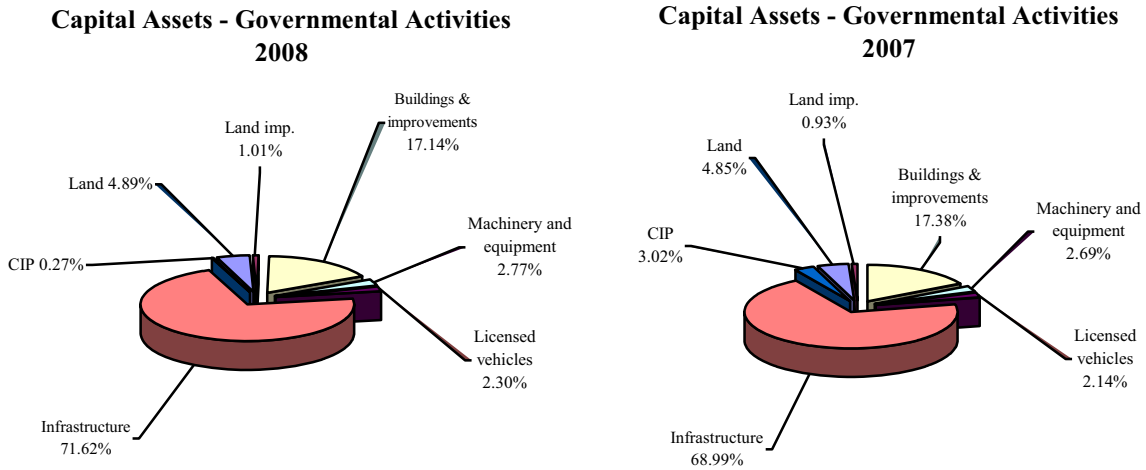 Capital Assets - Governmental Activities
2008
Buildings &
improvements
17.14%
Land imp.
1.01%
Land 4.89%
CIP 0.27%
Machinery and
equipment
2.77%
Licensed
vehicles
2.30%
Infrastructure
71.62%
Capital Assets - Governmental Activities
2007
Land imp.
0.93%
Land
4.85%
Buildings &
improvements
17.38%
CIP
3.02%
Machinery and
equipment
2.69%
Licensed
vehicles
2.14%
Infrastructure
68.99%